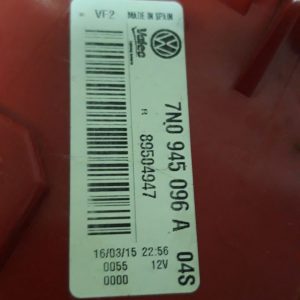 VF2 MADE IN SPAIN
Valeo
7N0 945 096 A 04S
R 89504947
16/03/15 22:56
0055 12V
0000